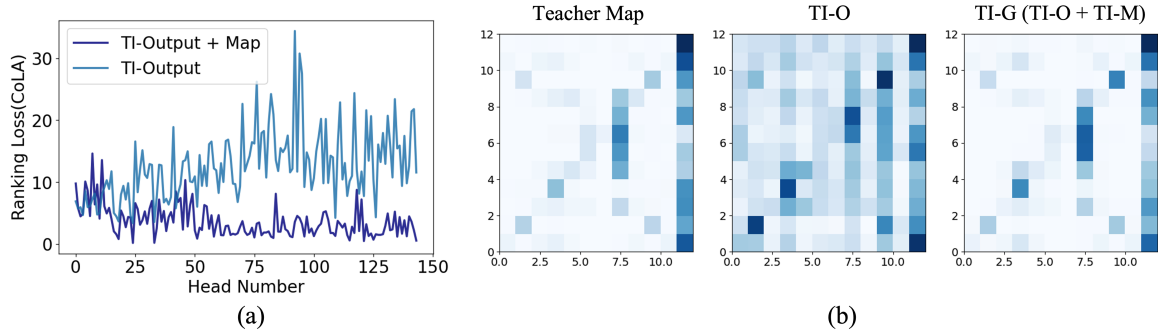 TI-Output + Map
TI-Output
Ranking Loss(CoLA)
30
20
10
0
0 25 50 75 100 125 150
Head Number
(a)
Teacher Map
12
10
8
6
4
2
0
0.0 2.5 5.0 7.5 10.0
TI-O
12
10
8
6
4
2
0
0.0 2.5 5.0 7.5 10.0
TI-G (TI-O + TI-M)
12
10
8
6
4
2
0
0.0 2.5 5.0 7.5 10.0
(b)